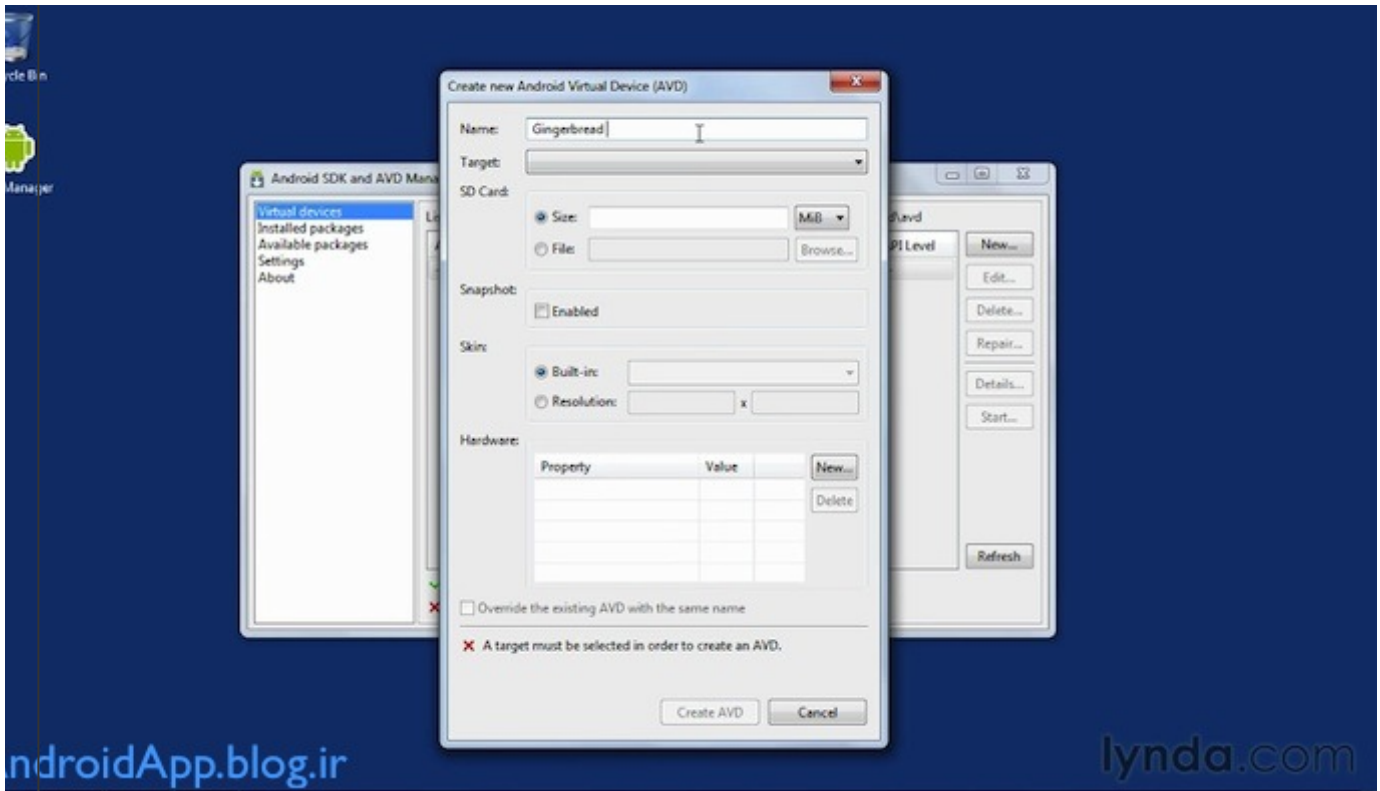 Create new Android Virtual Device (AVD)
Name: Gingerbread
Target:
SD Card:
Size: MiB
File: Browse...
Snapshot:
Enabled
Skin:
Built-in:
Resolution: x
Hardware:
Property Value New...
Delete
Override the existing AVD with the same name
A target must be selected in order to create an AVD.
Create AVD Cancel
Android SDK and AVD
Virtual devices
Installed packages
Available packages
Settings
About
d\avd
API Level
New...
Edit...
Delete...
Repair...
Details...
Start...
Refresh
Bin
Manager
ndroidApp.blog.ir
lynda.com